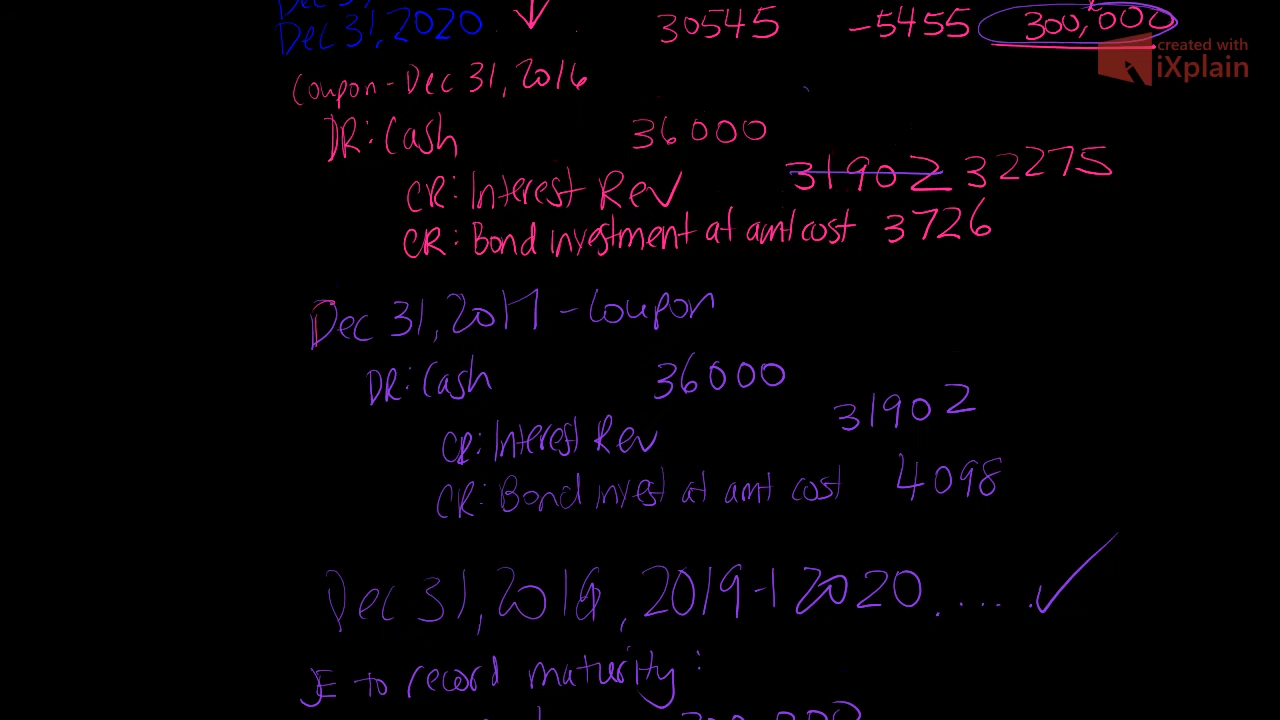 Dec 31, 2020 30545 -5455 300,000
created with
iXplain
Coupon - Dec 31, 2016
DR: Cash 36000
CR: Interest Rev 31902 32275
CR: Bond investment at amt cost 3726
Dec 31, 2017 - Coupon
DR: Cash 36000
CR: Interest Rev 31902
CR: Bond invest at amt cost 4098
Dec 31, 2018, 2019 + 2020 ..... ✓
JE to record maturity: